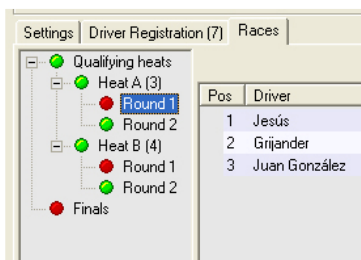 Settings Driver Registration (7) Races
Qualifying heats
Heat A (3)
Round 1
Round 2
Heat B (4)
Round 1
Round 2
Finals
Pos Driver
1 Jesús
2 Grijander
3 Juan González